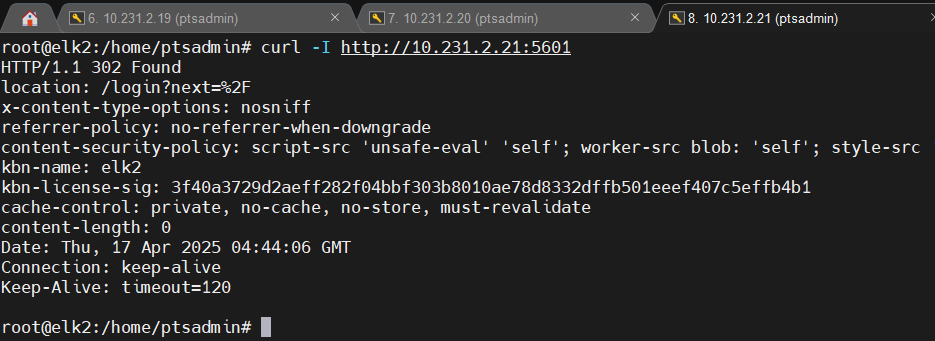 6. 10.231.2.19 (ptsadmin)
7. 10.231.2.20 (ptsadmin)
8. 10.231.2.21 (ptsadmin)
root@elk2:/home/ptsadmin# curl -I http://10.231.2.21:5601
HTTP/1.1 302 Found
location: /login?next=%2F
x-content-type-options: nosniff
referrer-policy: no-referrer-when-downgrade
content-security-policy: script-src 'unsafe-eval' 'self'; worker-src blob: 'self'; style-src
kbn-name: elk2
kbn-license-sig: 3f40a3729d2aeff282f04bbf303b8010ae78d8332dffb501eeef407c5effb4b1
cache-control: private, no-cache, no-store, must-revalidate
content-length: 0
Date: Thu, 17 Apr 2025 04:44:06 GMT
Connection: keep-alive
Keep-Alive: timeout=120
root@elk2:/home/ptsadmin#